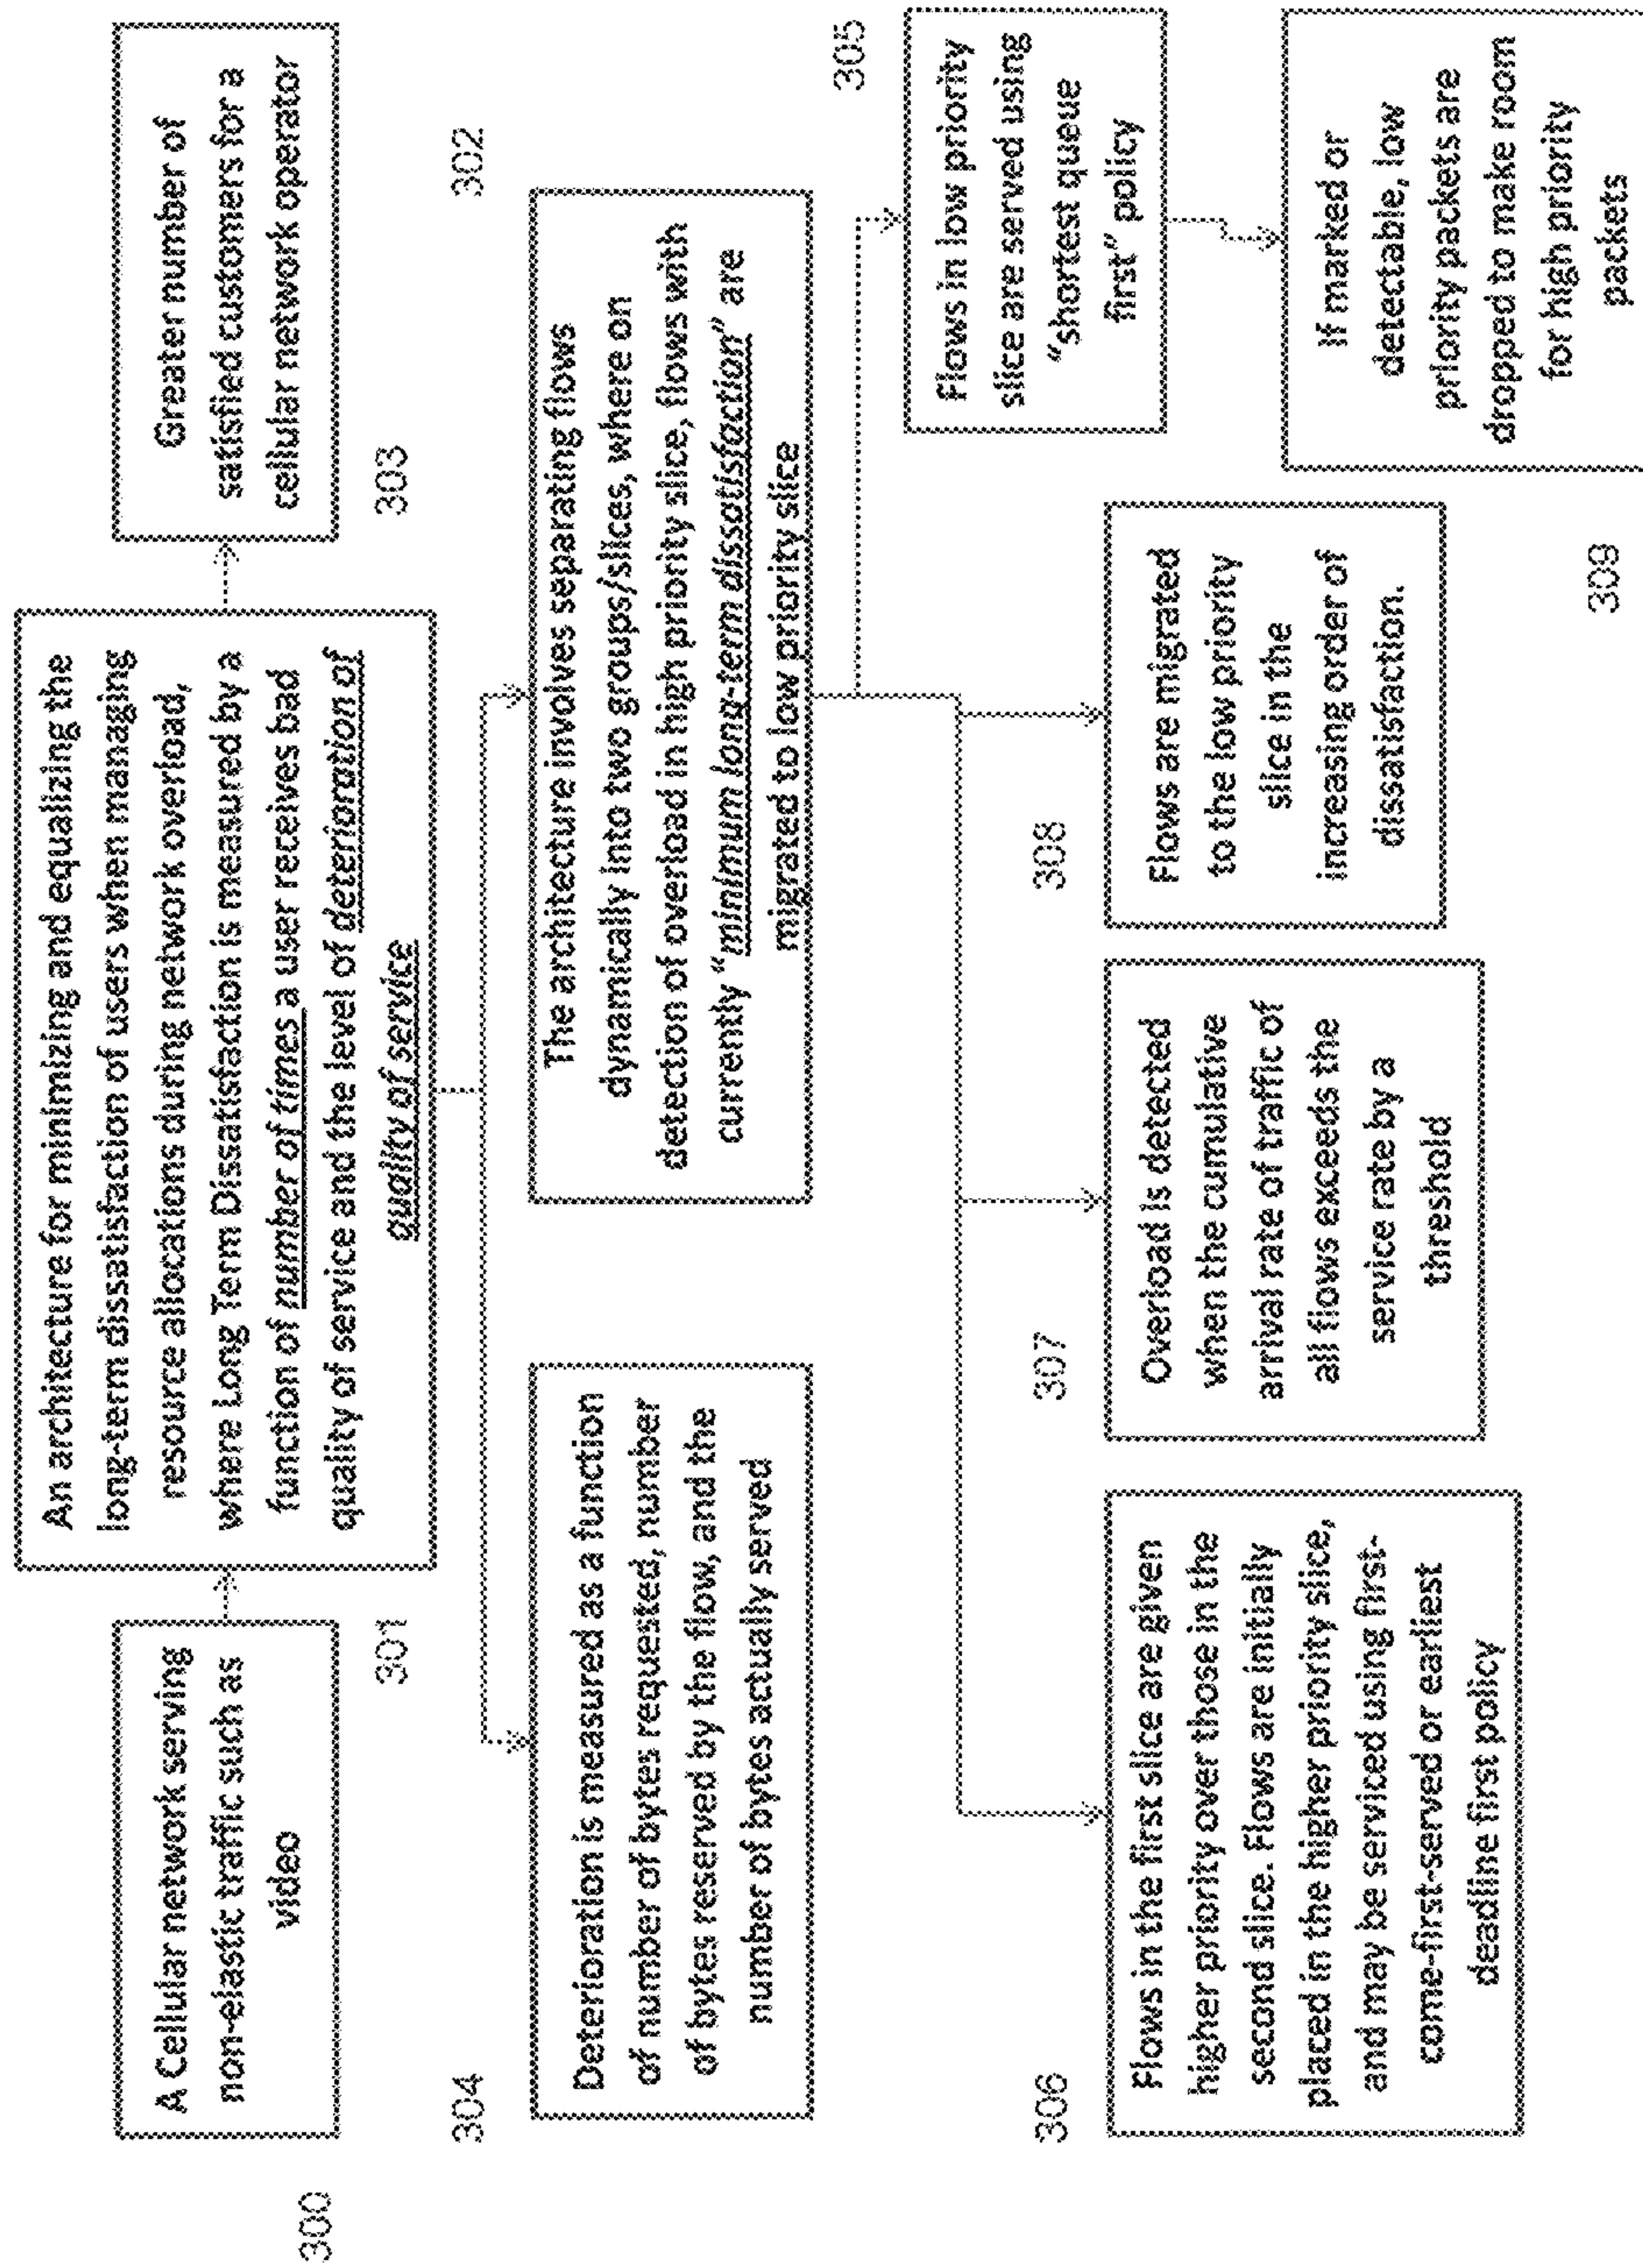 300
A Cellular network serving
non-elastic traffic such as
video
301
An architecture for minimizing and equalizing the
long-term dissatisfaction of users when managing
resource allocations during network overload,
where Long Term Dissatisfaction is measured by a
function of number of times a user receives bad
quality of service and the level of deterioration of
quality of service
303
Greater number of
satisfied customers for a
cellular network operator
304
Deterioration is measured as a function
of number of bytes requested, number
of bytes reserved by the flow, and the
number of bytes actually served
302
The architecture involves separating flows
dynamically into two groups/slices, where on
detection of overload in high priority slice, flows with
currently "minimum long-term dissatisfaction" are
migrated to low priority slice
305
Flows in low priority
slice are served using
"shortest queue
first" policy
306
Flows in the first slice are given
higher priority over those in the
second slice. Flows are initially
placed in the higher priority slice,
and may be serviced using first-
come-first-served or earliest
deadline first policy
307
Overload is detected
when the cumulative
arrival rate of traffic of
all flows exceeds the
service rate by a
threshold
308
Flows are migrated
to the low priority
slice in the
increasing order of
dissatisfaction.
309
If marked or
detectable, low
priority packets are
dropped to make room
for high priority
packets